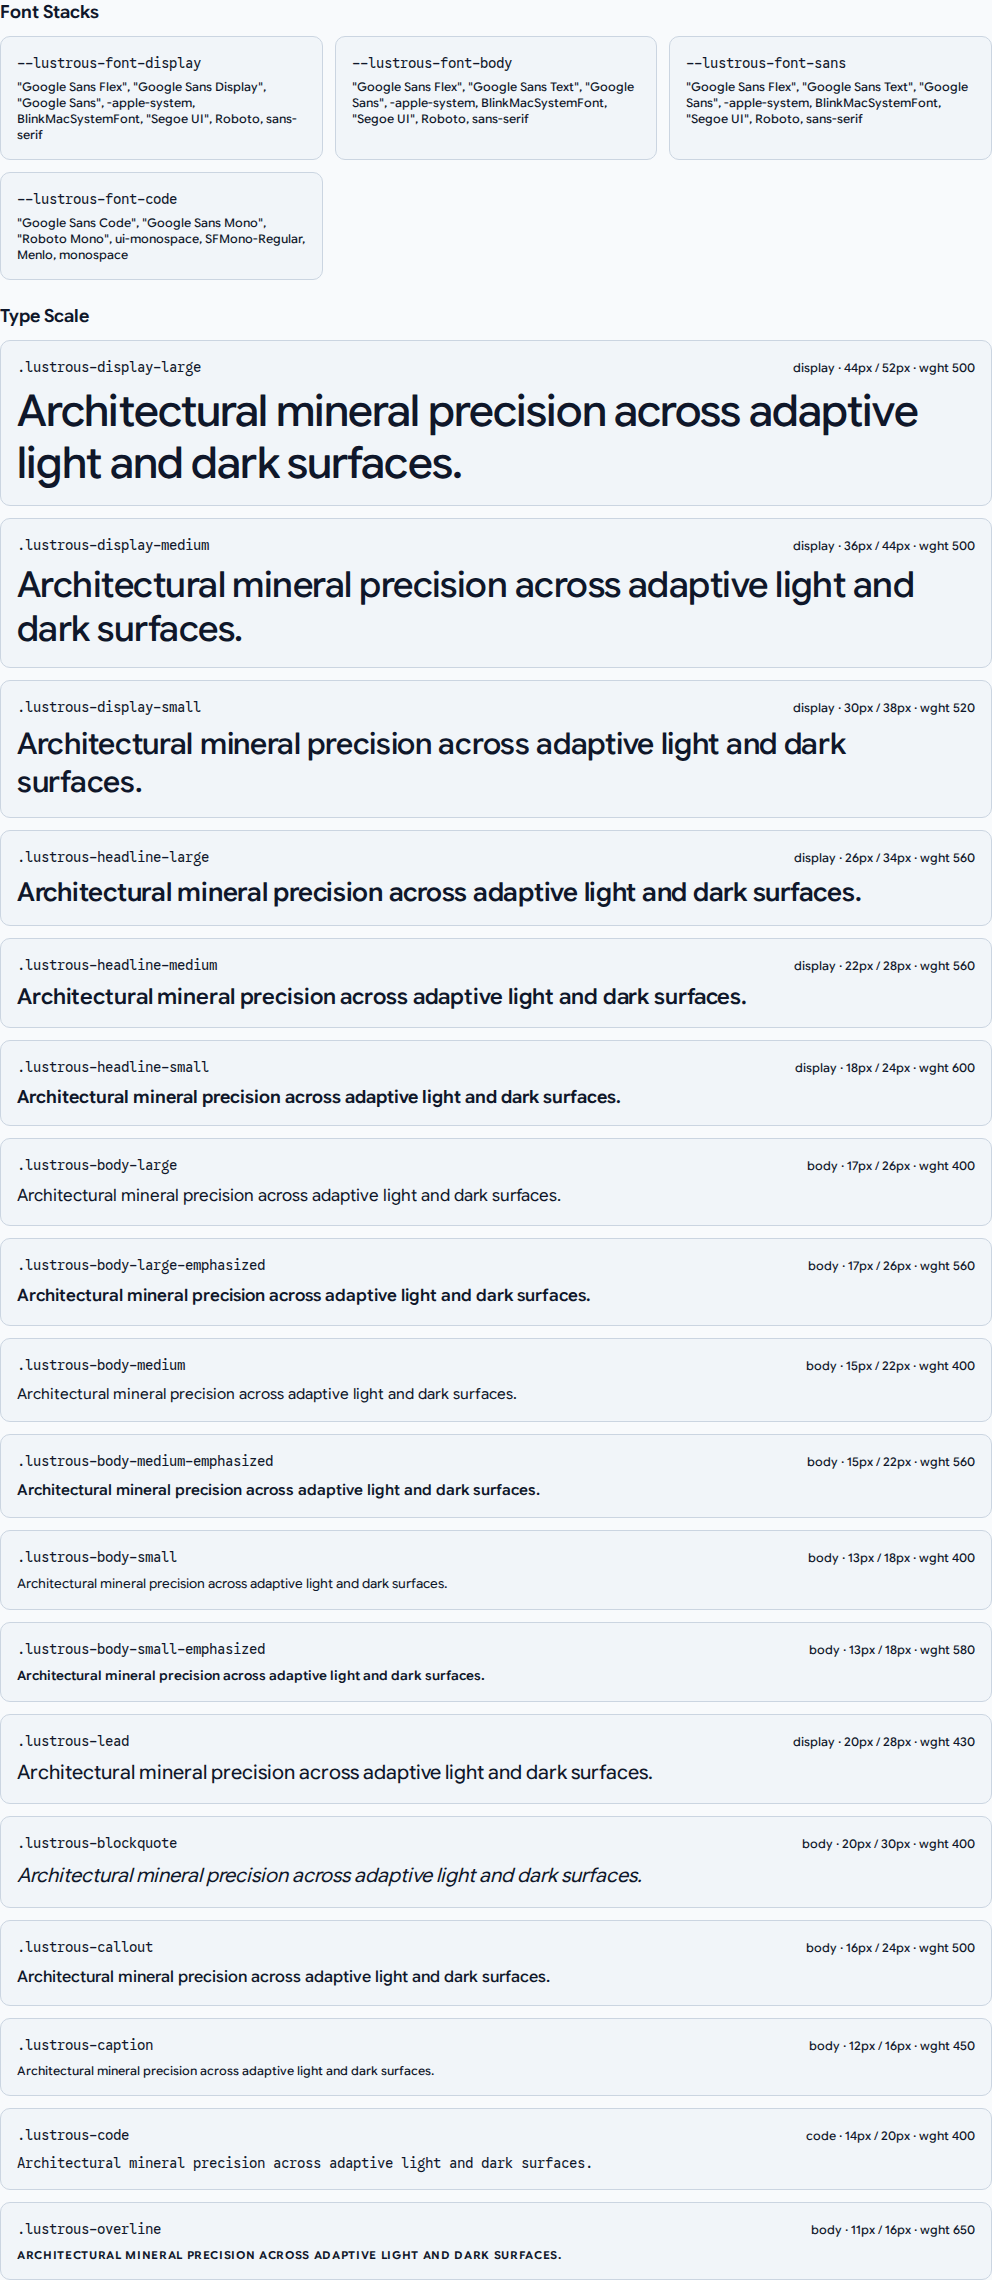 Font Stacks
--lustrous-font-display
"Google Sans Flex", "Google Sans Display",
"Google Sans", -apple-system,
BlinkMacSystemFont, "Segoe UI", Roboto, sans-
serif
--lustrous-font-body
"Google Sans Flex", "Google Sans Text", "Google
Sans", -apple-system, BlinkMacSystemFont,
"Segoe UI", Roboto, sans-serif
--lustrous-font-sans
"Google Sans Flex", "Google Sans Text", "Google
Sans", -apple-system, BlinkMacSystemFont,
"Segoe UI", Roboto, sans-serif
--lustrous-font-code
"Google Sans Code", "Google Sans Mono",
"Roboto Mono", ui-monospace, SFMono-Regular,
Menlo, monospace
Type Scale
.lustrous-display-large
display · 44px / 52px · wght 500
Architectural mineral precision across adaptive
light and dark surfaces.
.lustrous-display-medium
display · 36px / 44px · wght 500
Architectural mineral precision across adaptive light and
dark surfaces.
.lustrous-display-small
display · 30px / 38px · wght 520
Architectural mineral precision across adaptive light and dark
surfaces.
.lustrous-headline-large
display · 26px / 34px · wght 560
Architectural mineral precision across adaptive light and dark surfaces.
.lustrous-headline-medium
display · 22px / 28px · wght 560
Architectural mineral precision across adaptive light and dark surfaces.
.lustrous-headline-small
display · 18px / 24px · wght 600
Architectural mineral precision across adaptive light and dark surfaces.
.lustrous-body-large
body · 17px / 26px · wght 400
Architectural mineral precision across adaptive light and dark surfaces.
.lustrous-body-large-emphasized
body · 17px / 26px · wght 560
Architectural mineral precision across adaptive light and dark surfaces.
.lustrous-body-medium
body · 15px / 22px · wght 400
Architectural mineral precision across adaptive light and dark surfaces.
.lustrous-body-medium-emphasized
body · 15px / 22px · wght 560
Architectural mineral precision across adaptive light and dark surfaces.
.lustrous-body-small
body · 13px / 18px · wght 400
Architectural mineral precision across adaptive light and dark surfaces.
.lustrous-body-small-emphasized
body · 13px / 18px · wght 580
Architectural mineral precision across adaptive light and dark surfaces.
.lustrous-lead
display · 20px / 28px · wght 430
Architectural mineral precision across adaptive light and dark surfaces.
.lustrous-blockquote
body · 20px / 30px · wght 400
Architectural mineral precision across adaptive light and dark surfaces.
.lustrous-callout
body · 16px / 24px · wght 500
Architectural mineral precision across adaptive light and dark surfaces.
.lustrous-caption
body · 12px / 16px · wght 450
Architectural mineral precision across adaptive light and dark surfaces.
.lustrous-code
code · 14px / 20px · wght 400
Architectural mineral precision across adaptive light and dark surfaces.
.lustrous-overline
body · 11px / 16px · wght 650
ARCHITECTURAL MINERAL PRECISION ACROSS ADAPTIVE LIGHT AND DARK SURFACES.